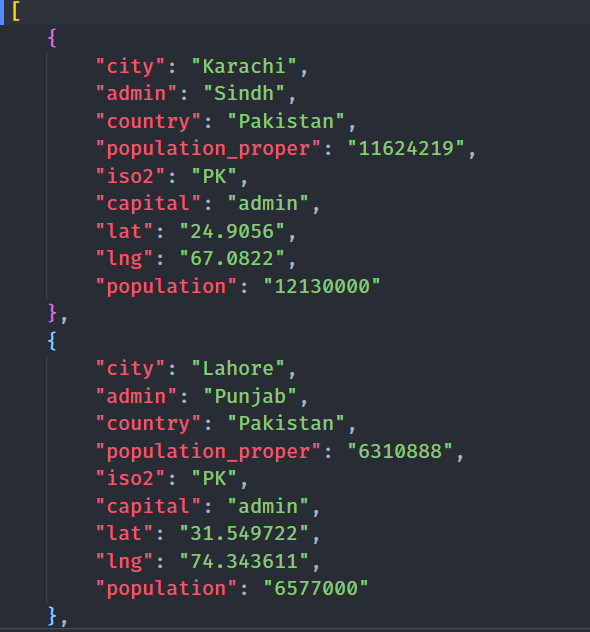 [
    {
        "city": "Karachi",
        "admin": "Sindh",
        "country": "Pakistan",
        "population_proper": "11624219",
        "iso2": "PK",
        "capital": "admin",
        "lat": "24.9056",
        "lng": "67.0822",
        "population": "12130000"
    },
    {
        "city": "Lahore",
        "admin": "Punjab",
        "country": "Pakistan",
        "population_proper": "6310888",
        "iso2": "PK",
        "capital": "admin",
        "lat": "31.549722",
        "lng": "74.343611",
        "population": "6577000"
    },